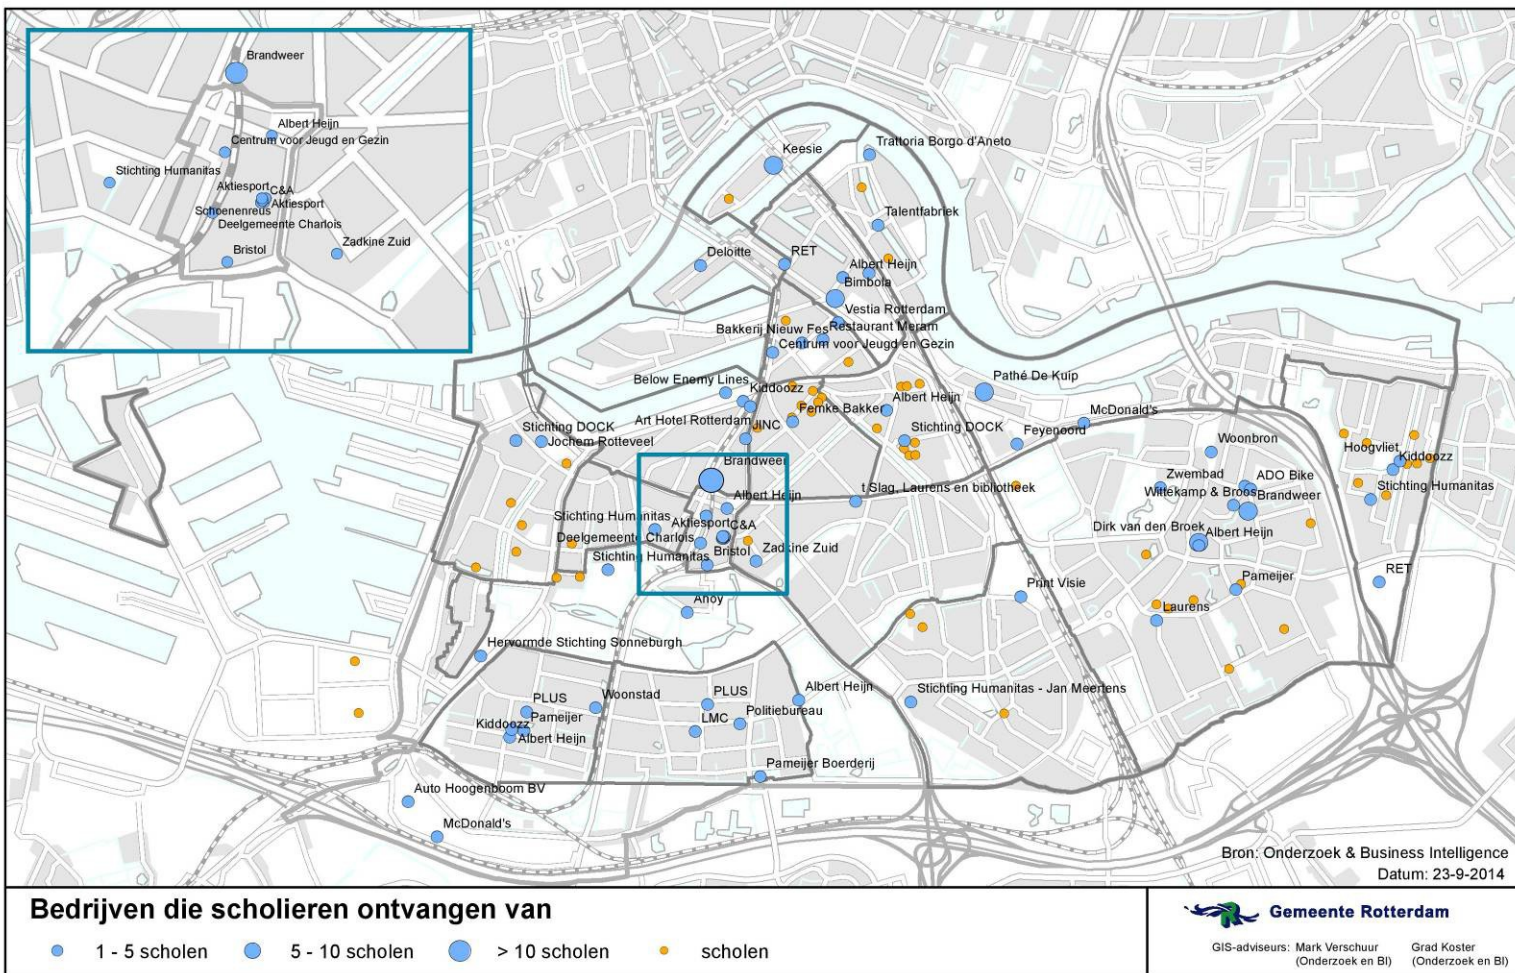 Brandweer
Albert Heijn
Centrum voor Jeugd en Gezin
Stichting Humanitas
Aktiesport
C&A
Aktiesport
Schoenenreus
Deelgemeente Charlois
Bristol
Zadkine Zuid
Keesie
Trattoria Borgo d'Aneto
Talentfabriek
Deloitte
RET
Albert Heijn
Bimbola
Vestia Rotterdam
Bakkerij Nieuw Fes
Restaurant Meram
Centrum voor Jeugd en Gezin
Below Enemy Lines
Kiddoozz
Pathé De Kuip
Albert Heijn
Femke Bakker
Art Hotel Rotterdam
JINC
McDonald's
Stichting DOCK
Jochem Rotteveel
Stichting DOCK
Feyenoord
Woonbron
Hoogvliet
Kiddoozz
Brandweer
Zwembad
ADO Bike
Stichting Humanitas
t Slag, Laurens en bibliotheek
Wittekamp & Broos
Brandweer
Albert Heijn
Stichting Humanitas
Aktiesport
C&A
Dirk van den Broek
Albert Heijn
Deelgemeente Charlois
Stichting Humanitas
Bristol
Zadkine Zuid
Pameijer
RET
Print Visie
Ahoy
Laurens
Hervormde Stichting Sonneburgh
PLUS
Woonstad
PLUS
Albert Heijn
Stichting Humanitas - Jan Meertens
Pameijer
LMC
Politiebureau
Kiddoozz
Albert Heijn
Pameijer Boerderij
Auto Hoogenboom BV
McDonald's
Bron: Onderzoek & Business Intelligence
Datum: 23-9-2014
Bedrijven die scholieren ontvangen van
1 - 5 scholen
5 - 10 scholen
> 10 scholen
scholen
Gemeente Rotterdam
GIS-adviseurs: Mark Verschuur Grad Koster
(Onderzoek en BI) (Onderzoek en BI)